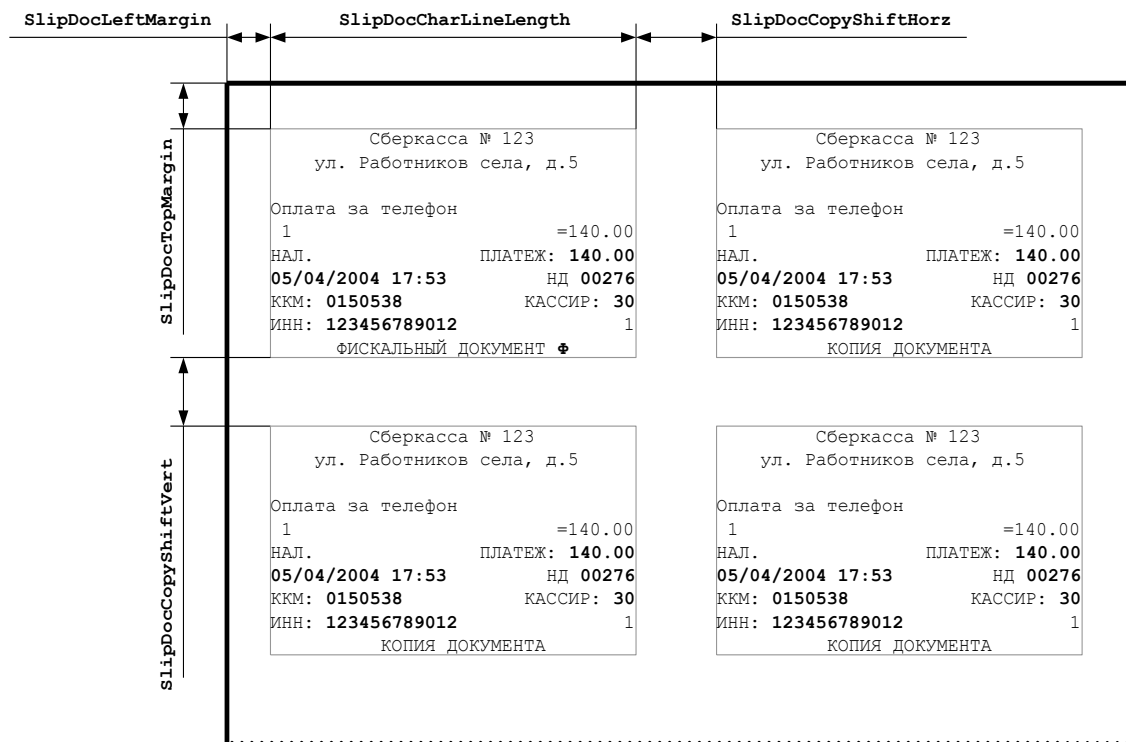 SlipDocLeftMargin SlipDocCharLineLength SlipDocCopyShiftHorz
SlipDocTopMargin
Сберкасса № 123
ул. Работников села, д.5
Оплата за телефон
1 =140.00
НАЛ. ПЛАТЕЖ: 140.00
05/04/2004 17:53 НД 00276
ККМ: 0150538 КАССИР: 30
ИНН: 123456789012 1
ФИСКАЛЬНЫЙ ДОКУМЕНТ Ф
Сберкасса № 123
ул. Работников села, д.5
Оплата за телефон
1 =140.00
НАЛ. ПЛАТЕЖ: 140.00
05/04/2004 17:53 НД 00276
ККМ: 0150538 КАССИР: 30
ИНН: 123456789012 1
КОПИЯ ДОКУМЕНТА
SlipDocCopyShiftVert
Сберкасса № 123
ул. Работников села, д.5
Оплата за телефон
1 =140.00
НАЛ. ПЛАТЕЖ: 140.00
05/04/2004 17:53 НД 00276
ККМ: 0150538 КАССИР: 30
ИНН: 123456789012 1
КОПИЯ ДОКУМЕНТА
Сберкасса № 123
ул. Работников села, д.5
Оплата за телефон
1 =140.00
НАЛ. ПЛАТЕЖ: 140.00
05/04/2004 17:53 НД 00276
ККМ: 0150538 КАССИР: 30
ИНН: 123456789012 1
КОПИЯ ДОКУМЕНТА